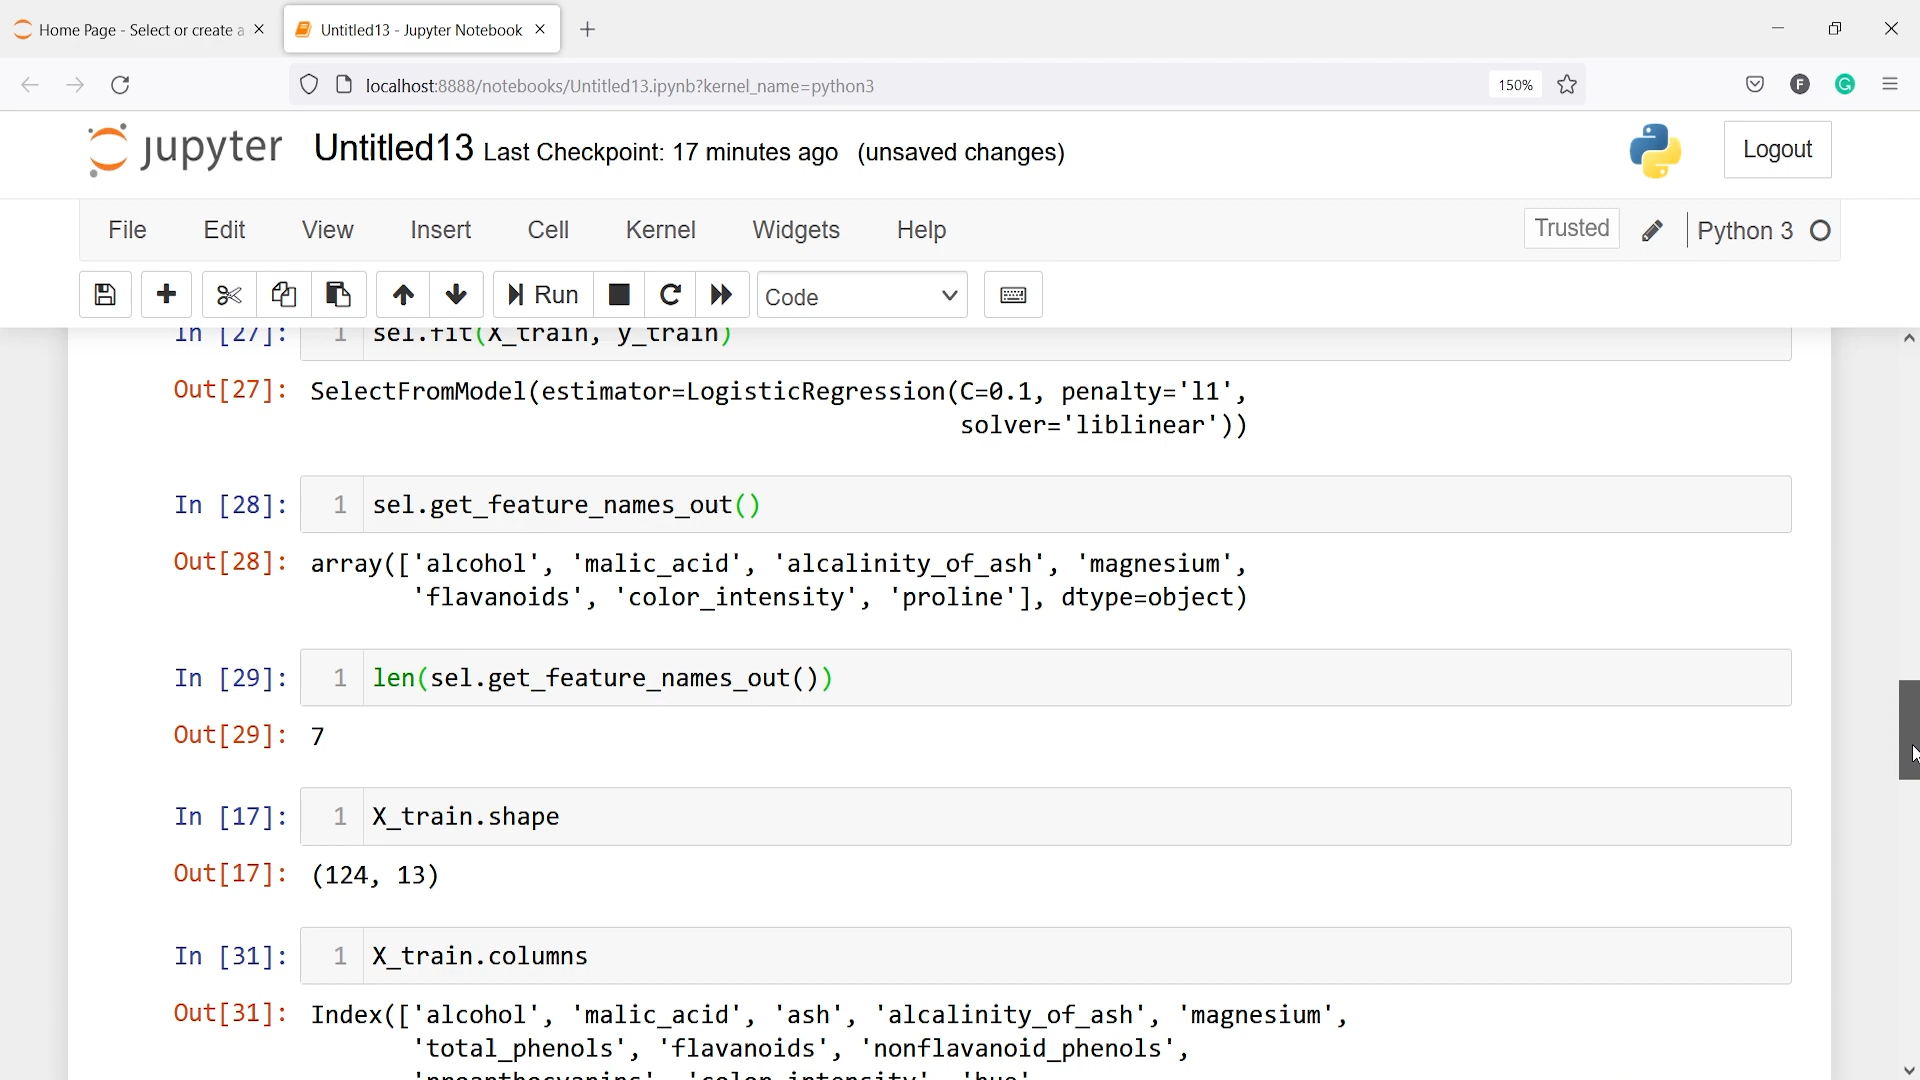 Home Page - Select or create a
Untitled13 - Jupyter Notebook
localhost:8888/notebooks/Untitled13.ipynb?kernel_name=python3
150%
F
G
jupyter Untitled13 Last Checkpoint: 17 minutes ago (unsaved changes)
Logout
File Edit View Insert Cell Kernel Widgets Help
Trusted Python 3
Run Code
In [27]: 1 sel.fit(X_train, y_train)
Out[27]: SelectFromModel(estimator=LogisticRegression(C=0.1, penalty='l1',
solver='liblinear'))
In [28]: 1 sel.get_feature_names_out()
Out[28]: array(['alcohol', 'malic_acid', 'alcalinity_of_ash', 'magnesium',
'flavanoids', 'color_intensity', 'proline'], dtype=object)
In [29]: 1 len(sel.get_feature_names_out())
Out[29]: 7
In [17]: 1 X_train.shape
Out[17]: (124, 13)
In [31]: 1 X_train.columns
Out[31]: Index(['alcohol', 'malic_acid', 'ash', 'alcalinity_of_ash', 'magnesium',
'total_phenols', 'flavanoids', 'nonflavanoid_phenols',
'proanthocyanins', 'color_intensity', 'hue',